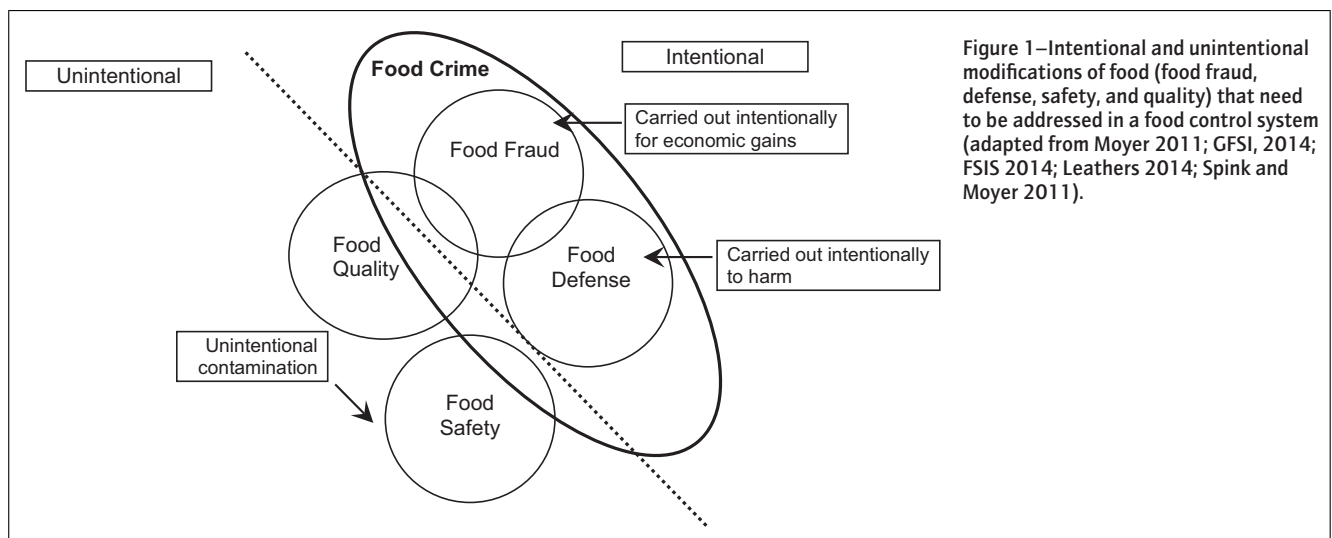 Unintentional
Food Crime
Intentional
Food Fraud
Carried out intentionally
for economic gains
Food
Quality
Food
Defense
Carried out intentionally
to harm
Unintentional
contamination
Food
Safety
Figure 1–Intentional and unintentional
modifications of food (food fraud,
defense, safety, and quality) that need
to be addressed in a food control system
(adapted from Moyer 2011; GFSI, 2014;
FSIS 2014; Leathers 2014; Spink and
Moyer 2011).